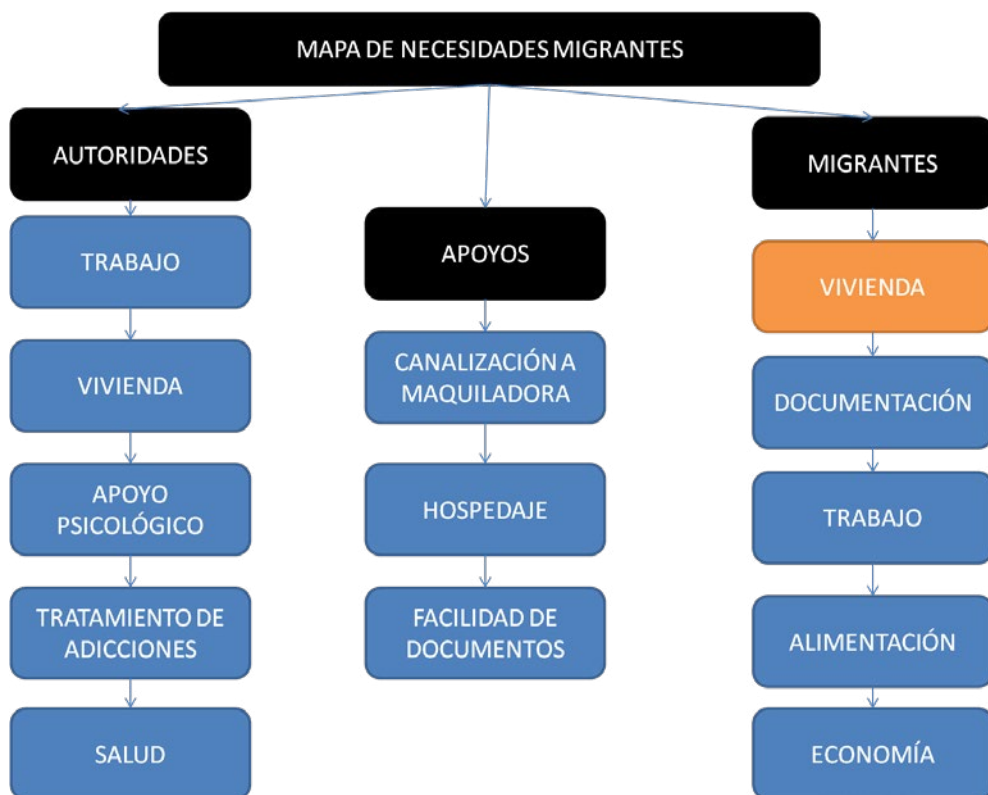 MAPA DE NECESIDADES MIGRANTES
AUTORIDADES
TRABAJO
VIVIENDA
APOYO
PSICOLÓGICO
TRATAMIENTO DE
ADICCIONES
SALUD
APOYOS
CANALIZACIÓN A
MAQUILADORA
HOSPEDAJE
FACILIDAD DE
DOCUMENTOS
MIGRANTES
VIVIENDA
DOCUMENTACIÓN
TRABAJO
ALIMENTACIÓN
ECONOMÍA